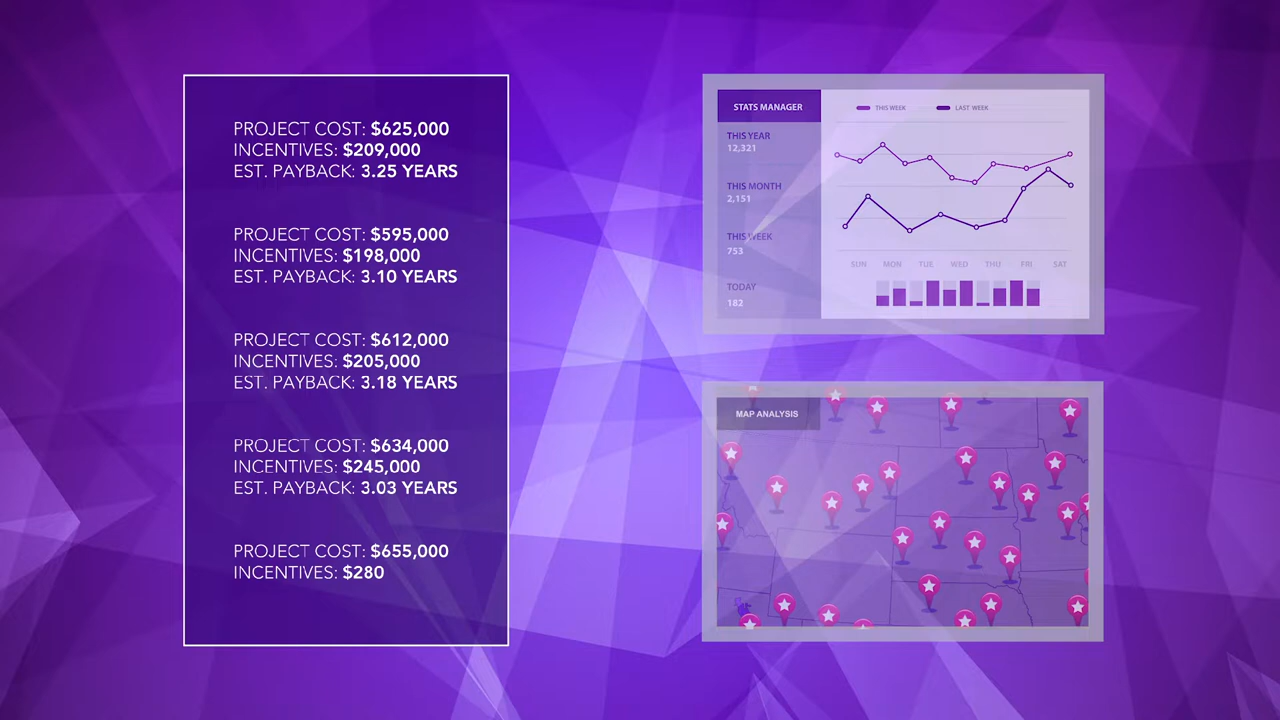 PROJECT COST: $625,000
INCENTIVES: $209,000
EST. PAYBACK: 3.25 YEARS
PROJECT COST: $595,000
INCENTIVES: $198,000
EST. PAYBACK: 3.10 YEARS
PROJECT COST: $612,000
INCENTIVES: $205,000
EST. PAYBACK: 3.18 YEARS
PROJECT COST: $634,000
INCENTIVES: $245,000
EST. PAYBACK: 3.03 YEARS
PROJECT COST: $655,000
INCENTIVES: $280
STATS MANAGER
THIS YEAR
12,321
THIS MONTH
2,151
THIS WEEK
753
TODAY
182
THIS WEEK LAST WEEK
SUN MON TUE WED THU FRI SAT
MAP ANALYSIS